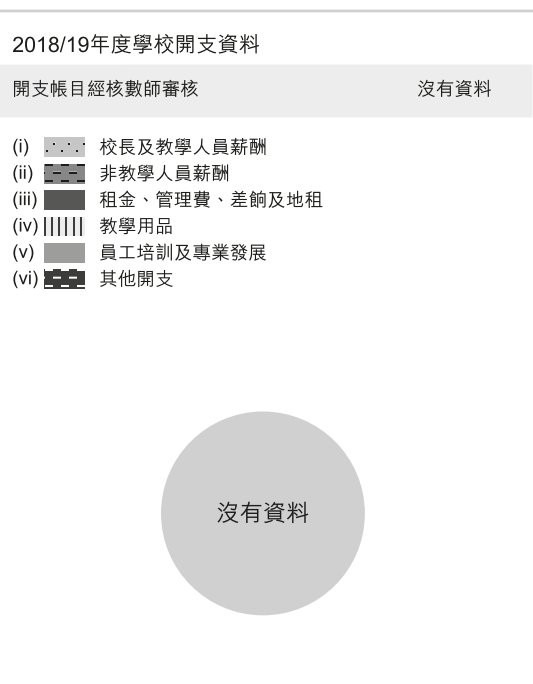 2018/19年度學校開支資料
開支帳目經核數師審核 沒有資料
(i) 校長及教學人員薪酬
(ii) 非教學人員薪酬
(iii) 租金、管理費、差餉及地租
(iv) 教學用品
(v) 員工培訓及專業發展
(vi) 其他開支
沒有資料